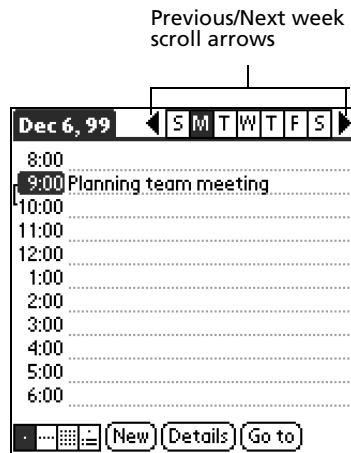 Previous/Next week
scroll arrows
Dec 6, 99 S M T W T F S
8:00
9:00 Planning team meeting
10:00
11:00
12:00
1:00
2:00
3:00
4:00
5:00
6:00
New Details Go to